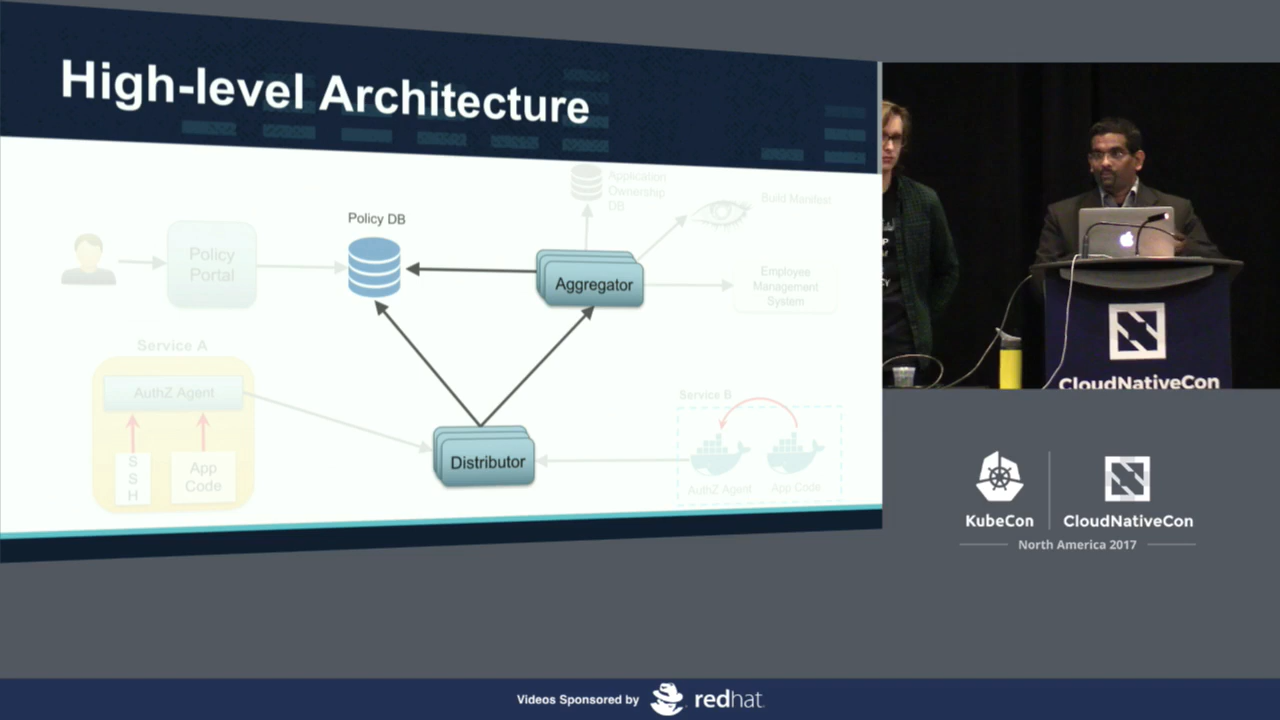 High-level Architecture
Policy DB
Application
Ownership
DB
Build Manifest
Policy
Portal
Aggregator
Employee
Management
System
Service A
AuthZ Agent
S
S
H
App
Code
Distributor
Service B
AuthZ Agent
App Code
CloudNativeCon
KubeCon
CloudNativeCon
North America 2017
Videos Sponsored by
redhat